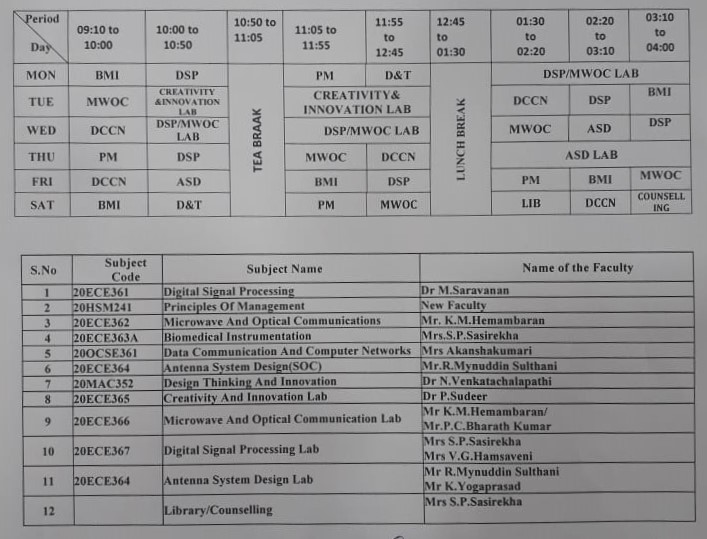 Period
Day
09:10 to 10:00
10:00 to 10:50
10:50 to 11:05
11:05 to 11:55
11:55 to 12:45
12:45 to 01:30
01:30 to 02:20
02:20 to 03:10
03:10 to 04:00
TEA BRAAK
LUNCH BREAK
MON BMI DSP PM D&T DSP/MWOC LAB
TUE MWOC CREATIVITY &INNOVATION LAB CREATIVITY& INNOVATION LAB DCCN DSP BMI
WED DCCN DSP/MWOC LAB DSP/MWOC LAB MWOC ASD DSP
THU PM DSP MWOC DCCN ASD LAB
FRI DCCN ASD BMI DSP PM BMI MWOC
SAT BMI D&T PM MWOC LIB DCCN COUNSELL ING
S.No Subject Code Subject Name Name of the Faculty
1 20ECE361 Digital Signal Processing Dr M.Saravanan
2 20HSM241 Principles Of Management New Faculty
3 20ECE362 Microwave And Optical Communications Mr. K.M.Hemambaran
4 20ECE363A Biomedical Instrumentation Mrs.S.P.Sasirekha
5 20OCSE361 Data Communication And Computer Networks Mrs Akanshakumari
6 20ECE364 Antenna System Design(SOC) Mr.R.Mynuddin Sulthani
7 20MAC352 Design Thinking And Innovation Dr N.Venkatachalapathi
8 20ECE365 Creativity And Innovation Lab Dr P.Sudeer
9 20ECE366 Microwave And Optical Communication Lab Mr K.M.Hemambaran/
Mr.P.C.Bharath Kumar
10 20ECE367 Digital Signal Processing Lab Mrs S.P.Sasirekha
Mrs V.G.Hamsaveni
11 20ECE364 Antenna System Design Lab Mr R.Mynuddin Sulthani
Mr K.Yogaprasad
12 Library/Counselling Mrs S.P.Sasirekha